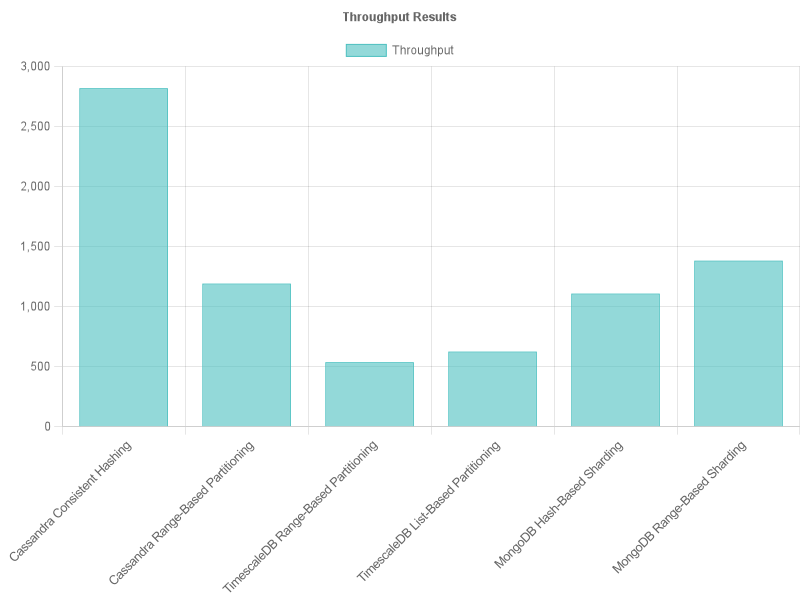 Throughput Results
Throughput
3,000
2,500
2,000
1,500
1,000
500
0
Cassandra Consistent Hashing
Cassandra Range-Based Partitioning
TimescaleDB Range-Based Partitioning
TimescaleDB List-Based Partitioning
MongoDB Hash-Based Sharding
MongoDB Range-Based Sharding